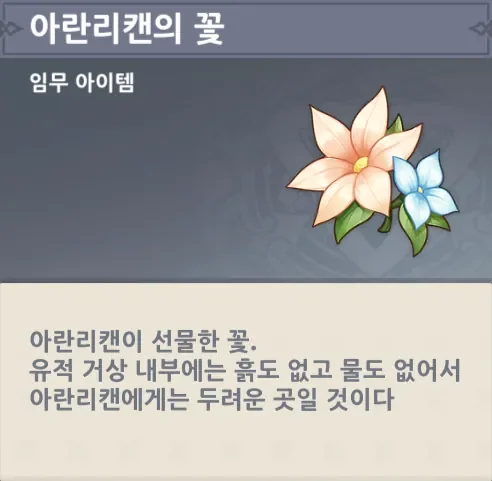 아란리캔의 꽃
임무 아이템
아란리캔이 선물한 꽃.
유적 거상 내부에는 흙도 없고 물도 없어서
아란리캔에게는 두려운 곳일 것이다